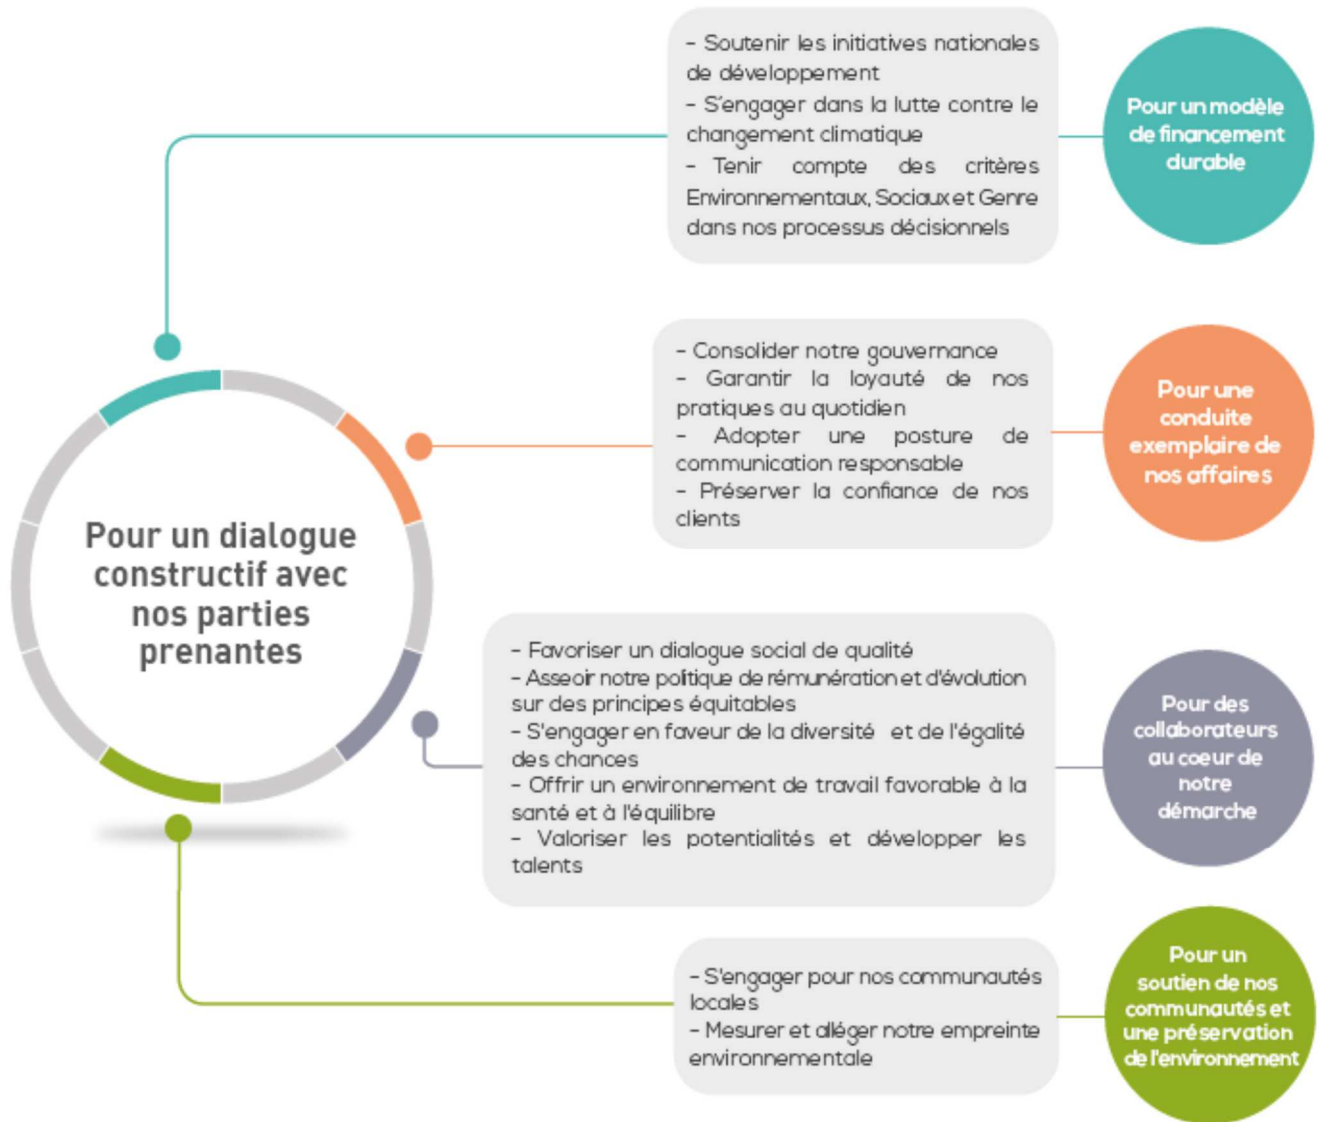 - Soutenir les initiatives nationales
de développement
- S'engager dans la lutte contre le
changement climatique
- Tenir compte des critères
Environnementaux, Sociaux et Genre
dans nos processus décisionnels
Pour un modèle
de financement
durable
- Consolider notre gouvernance
- Garantir la loyauté de nos
pratiques au quotidien
- Adopter une posture de
communication responsable
- Préserver la confiance de nos
clients
Pour une
conduite
exemplaire de
nos affaires
Pour un dialogue
constructif avec
nos parties
prenantes
- Favoriser un dialogue social de qualité
- Asseoir notre politique de rémunération et d'évolution
sur des principes équitables
- S'engager en faveur de la diversité et de l'égalité
des chances
- Offrir un environnement de travail favorable à la
santé et à l'équilibre
- Valoriser les potentialités et développer les
talents
Pour des
collaborateurs
au coeur de
notre
démarche
- S'engager pour nos communautés
locales
- Mesurer et alléger notre empreinte
environnementale
Pour un
soutien de nos
communautés et
une préservation
de l'environnement